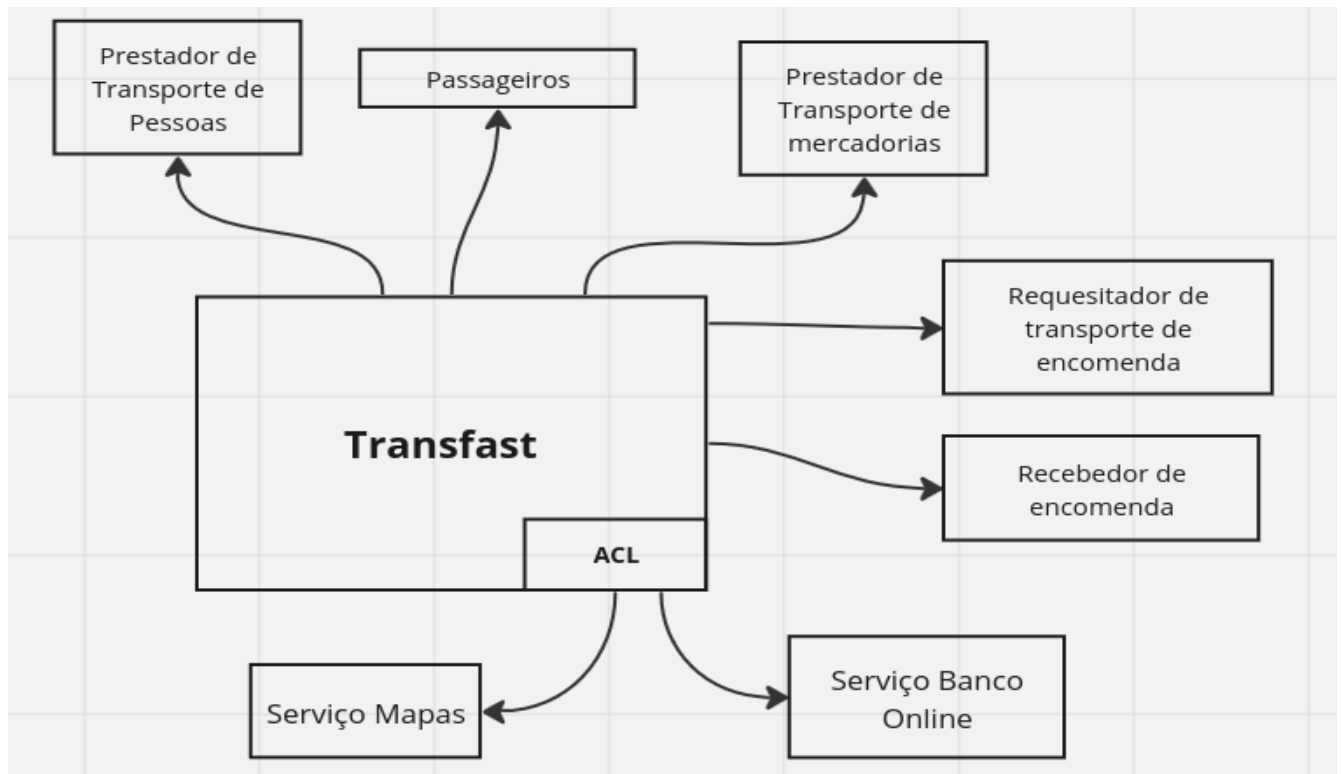 Prestador de
Transporte de
Pessoas
Passageiros
Prestador de
Transporte de
mercadorias
Requesitador de
transporte de
encomenda
Transfast
Recebedor de
encomenda
ACL
Serviço Mapas
Serviço Banco
Online